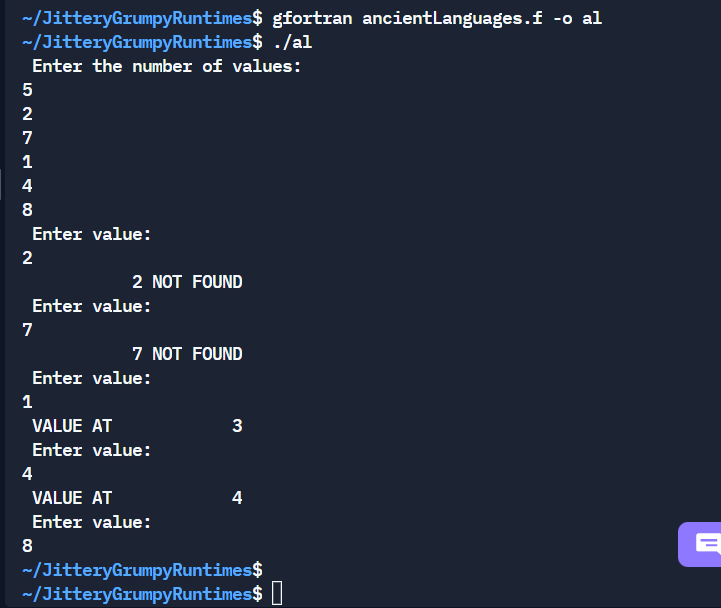 ~/JitteryGrumpyRuntimes$ gfortran ancientLanguages.f -o al
~/JitteryGrumpyRuntimes$ ./al
Enter the number of values:
5
2
7
1
4
8
Enter value:
2
2 NOT FOUND
Enter value:
7
7 NOT FOUND
Enter value:
1
VALUE AT 3
Enter value:
4
VALUE AT 4
Enter value:
8
~/JitteryGrumpyRuntimes$
~/JitteryGrumpyRuntimes$